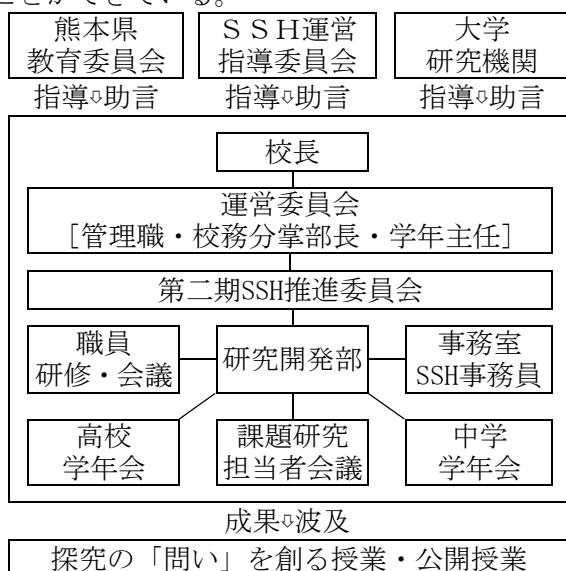 ことができている。
熊本県
教育委員会
ＳＳＨ運営
指導委員会
大学
研究機関
指導⇩助言
指導⇩助言
指導⇩助言
校長
運営委員会
[管理職・校務分掌部長・学年主任]
第二期SSH推進委員会
職員
研修・会議
研究開発部
事務室
SSH事務員
高校
学年会
課題研究
担当者会議
中学
学年会
成果⇩波及
探究の「問い」を創る授業・公開授業